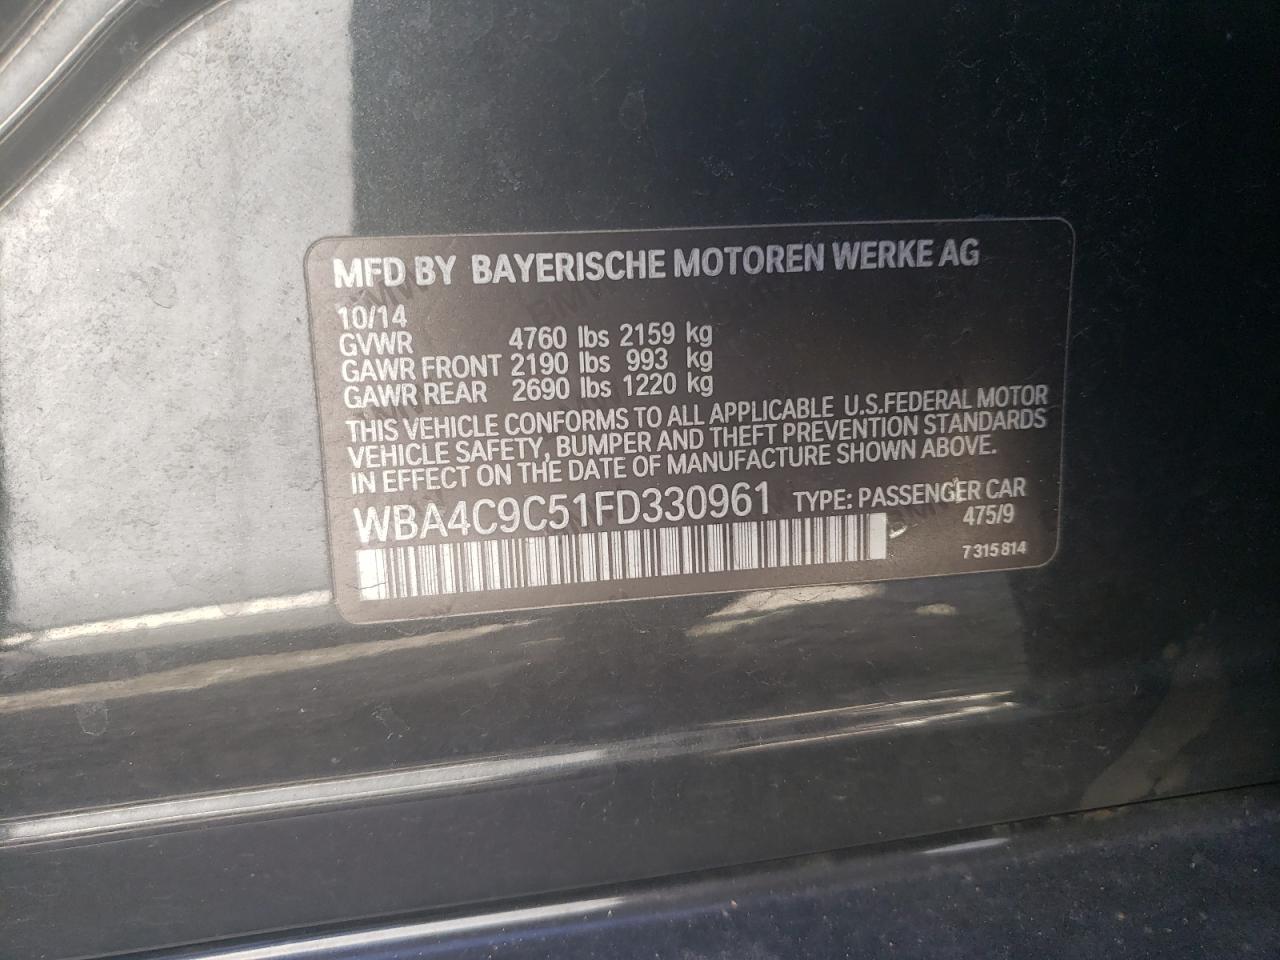 MFD BY BAYERISCHE MOTOREN WERKE AG
10/14
GVWR 4760 lbs 2159 kg
GAWR FRONT 2190 lbs 993 kg
GAWR REAR 2690 lbs 1220 kg
THIS VEHICLE CONFORMS TO ALL APPLICABLE U.S.FEDERAL MOTOR
VEHICLE SAFETY, BUMPER AND THEFT PREVENTION STANDARDS
IN EFFECT ON THE DATE OF MANUFACTURE SHOWN ABOVE.
WBA4C9C51FD330961 TYPE: PASSENGER CAR
475/9
7 315 814